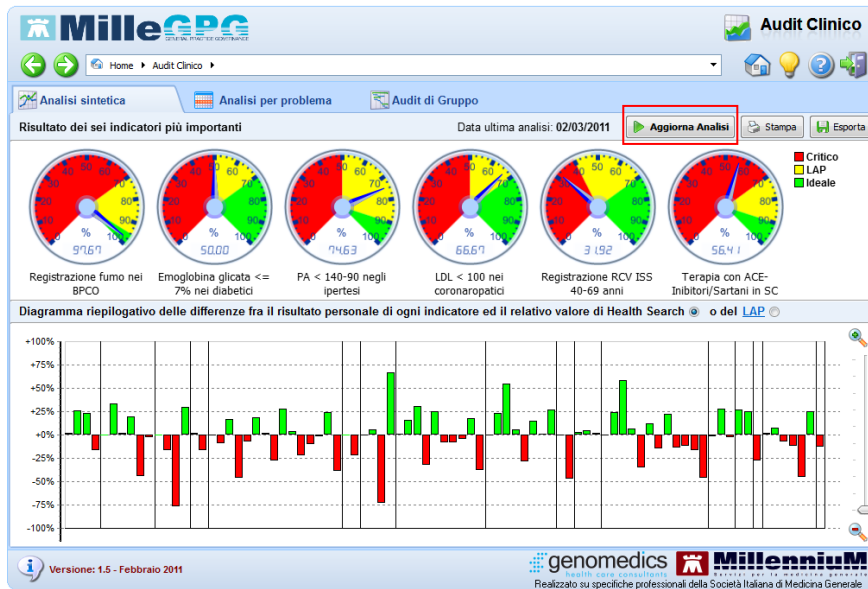 MilleGPG
GENERAL PRACTICE GOVERNANCE
Audit Clinico
Home Audit Clinico
Analisi sintetica Analisi per problema Audit di Gruppo
Risultato dei sei indicatori più importanti Data ultima analisi: 02/03/2011 Aggiorna Analisi Stampa Esporta
Critico
LAP
Ideale
% % % % % %
97.67 50.00 74.63 66.67 31.92 56.41
Registrazione fumo nei BPCO
Emoglobina glicata <= 7% nei diabetici
PA < 140-90 negli ipertesi
LDL < 100 nei coronaropatici
Registrazione RCV ISS 40-69 anni
Terapia con ACE-Inibitori/Sartani in SC
Diagramma riepilogativo delle differenze fra il risultato personale di ogni indicatore ed il relativo valore di Health Search o del LAP
+100%
+75%
+50%
+25%
+0%
-25%
-50%
-75%
-100%
Versione: 1.5 - Febbraio 2011
genomedics
health care consultants
MillenniuM
Servizi per la medicina generale
Realizzato su specifiche professionali della Società Italiana di Medicina Generale